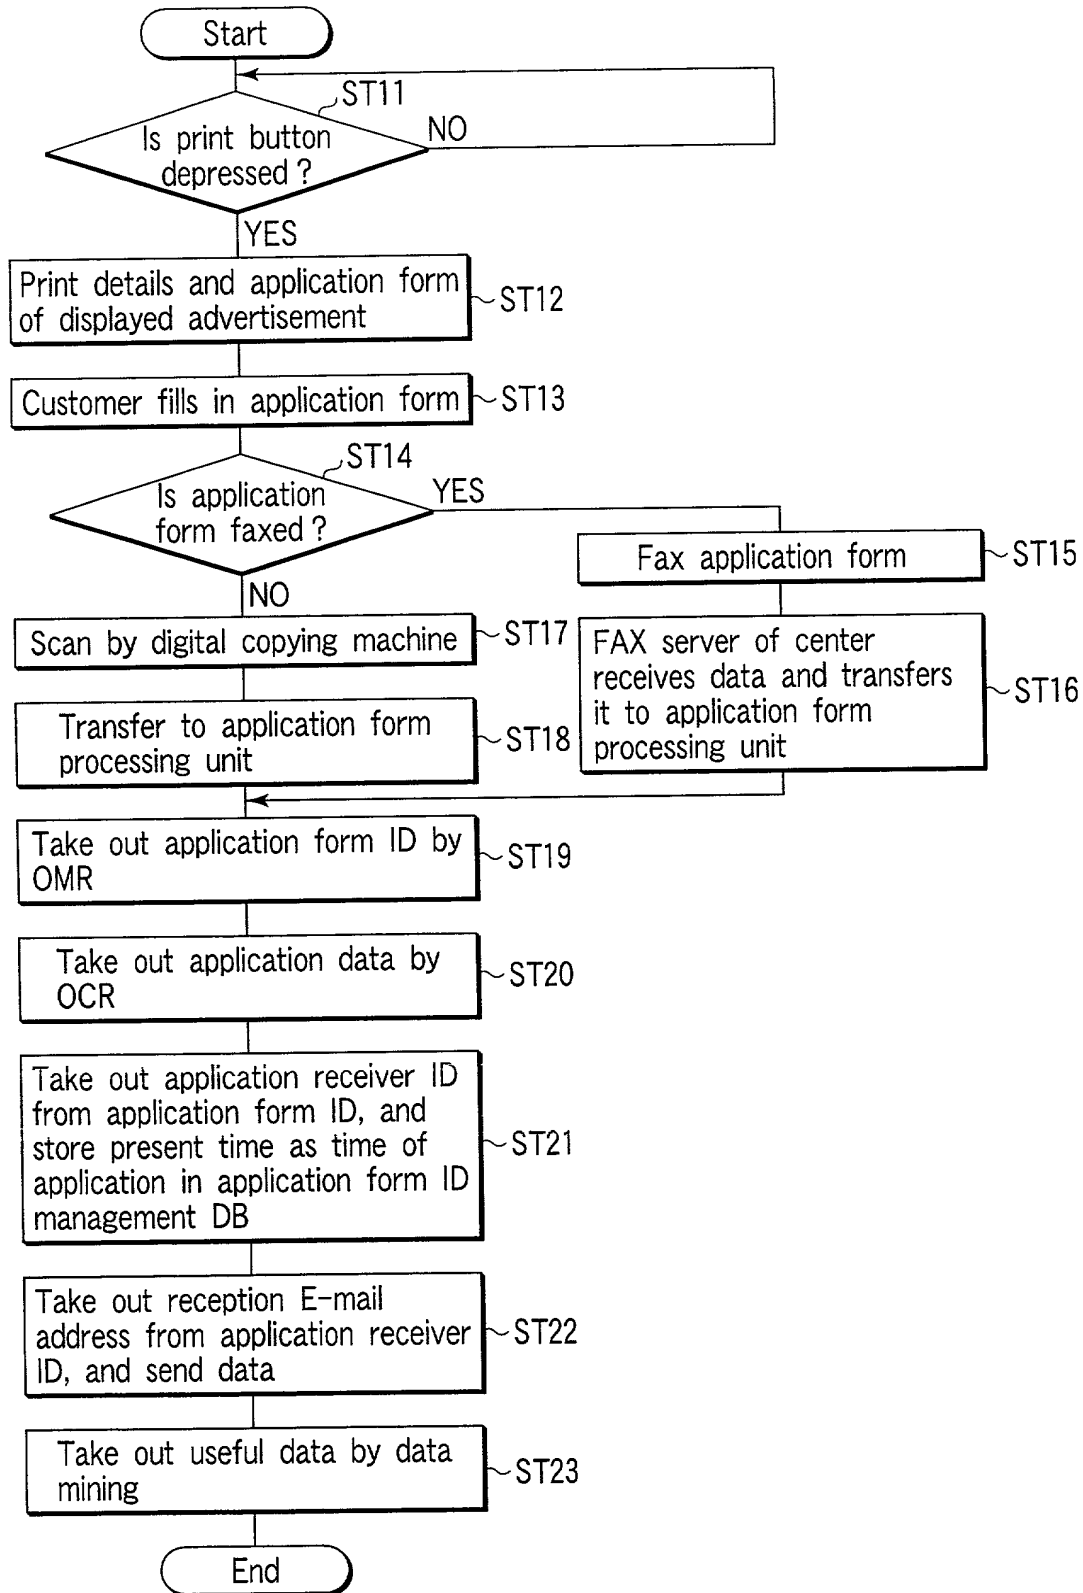 Start
ST11
Is print button
depressed?
NO
YES
Print details and application form
of displayed advertisement
ST12
Customer fills in application form
ST13
ST14
Is application
form faxed?
YES
NO
Fax application form
ST15
Scan by digital copying machine
ST17
FAX server of center
receives data and transfers
it to application form
processing unit
ST16
Transfer to application form
processing unit
ST18
Take out application form ID by
OMR
ST19
Take out application data by
OCR
ST20
Take out application receiver ID
from application form ID, and
store present time as time of
application in application form ID
management DB
ST21
Take out reception E-mail
address from application receiver
ID, and send data
ST22
Take out useful data by data
mining
ST23
End